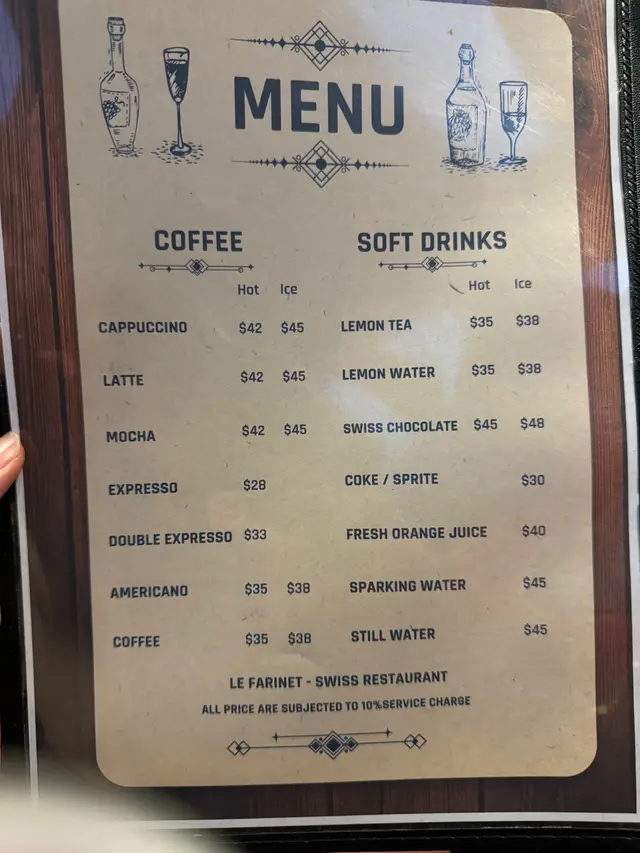 MENU
COFFEE
Hot Ice
CAPPUCCINO $42 $45
LATTE $42 $45
MOCHA $42 $45
EXPRESSO $28
DOUBLE EXPRESSO $33
AMERICANO $35 $38
COFFEE $35 $38
SOFT DRINKS
Hot Ice
LEMON TEA $35 $38
LEMON WATER $35 $38
SWISS CHOCOLATE $45 $48
COKE / SPRITE $30
FRESH ORANGE JUICE $40
SPARKING WATER $45
STILL WATER $45
LE FARINET - SWISS RESTAURANT
ALL PRICE ARE SUBJECTED TO 10%SERVICE CHARGE